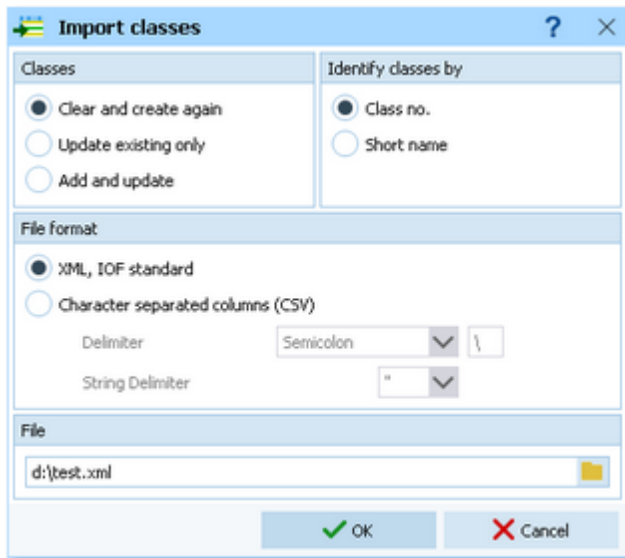 Import classes ?
Classes
Clear and create again
Update existing only
Add and update
Identify classes by
Class no.
Short name
File format
XML, IOF standard
Character separated columns (CSV)
Delimiter Semicolon \
String Delimiter "
File
d:\test.xml
OK Cancel